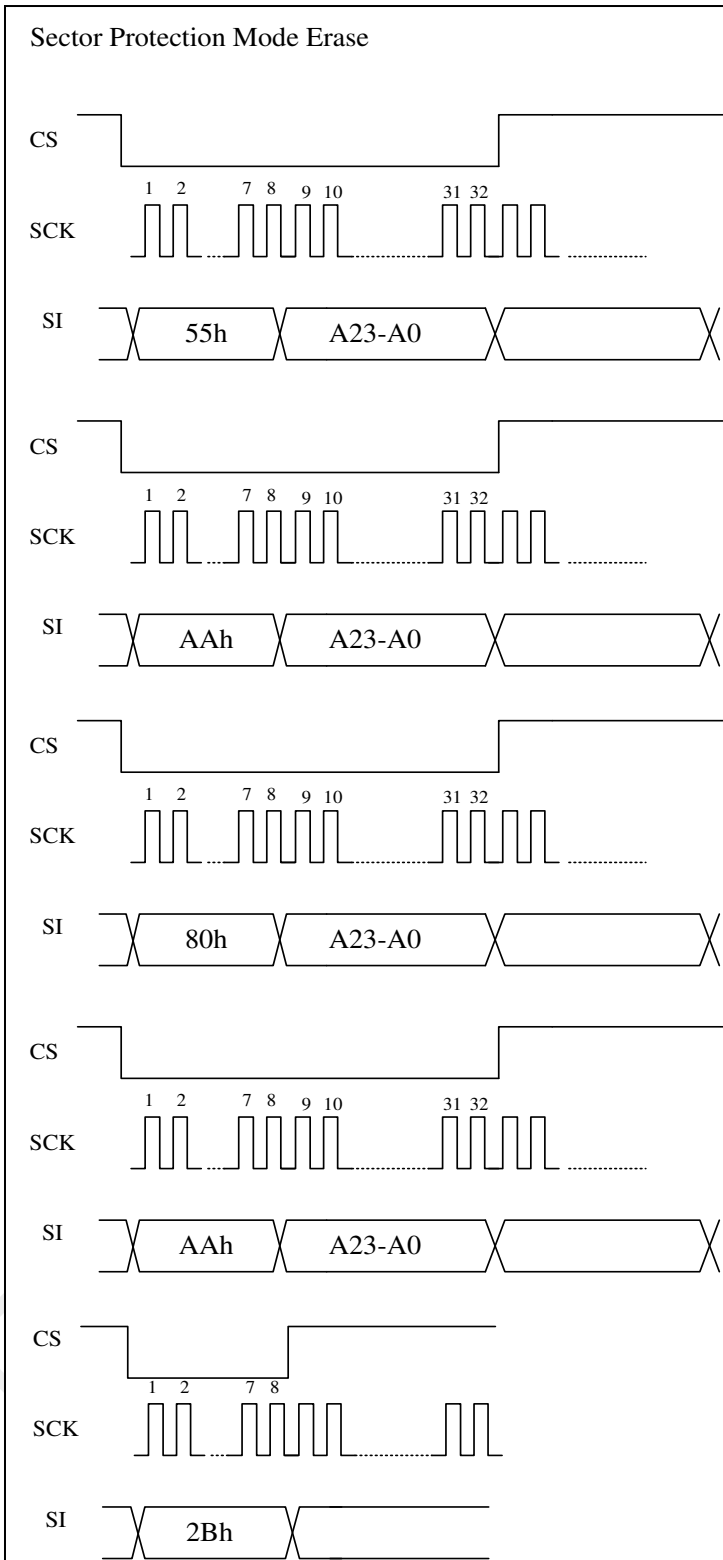 Sector Protection Mode Erase
CS
1 2 7 8 9 10 31 32
SCK
SI 55h A23-A0
CS
1 2 7 8 9 10 31 32
SCK
SI AAh A23-A0
CS
1 2 7 8 9 10 31 32
SCK
SI 80h A23-A0
CS
1 2 7 8 9 10 31 32
SCK
SI AAh A23-A0
CS
1 2 7 8
SCK
SI 2Bh